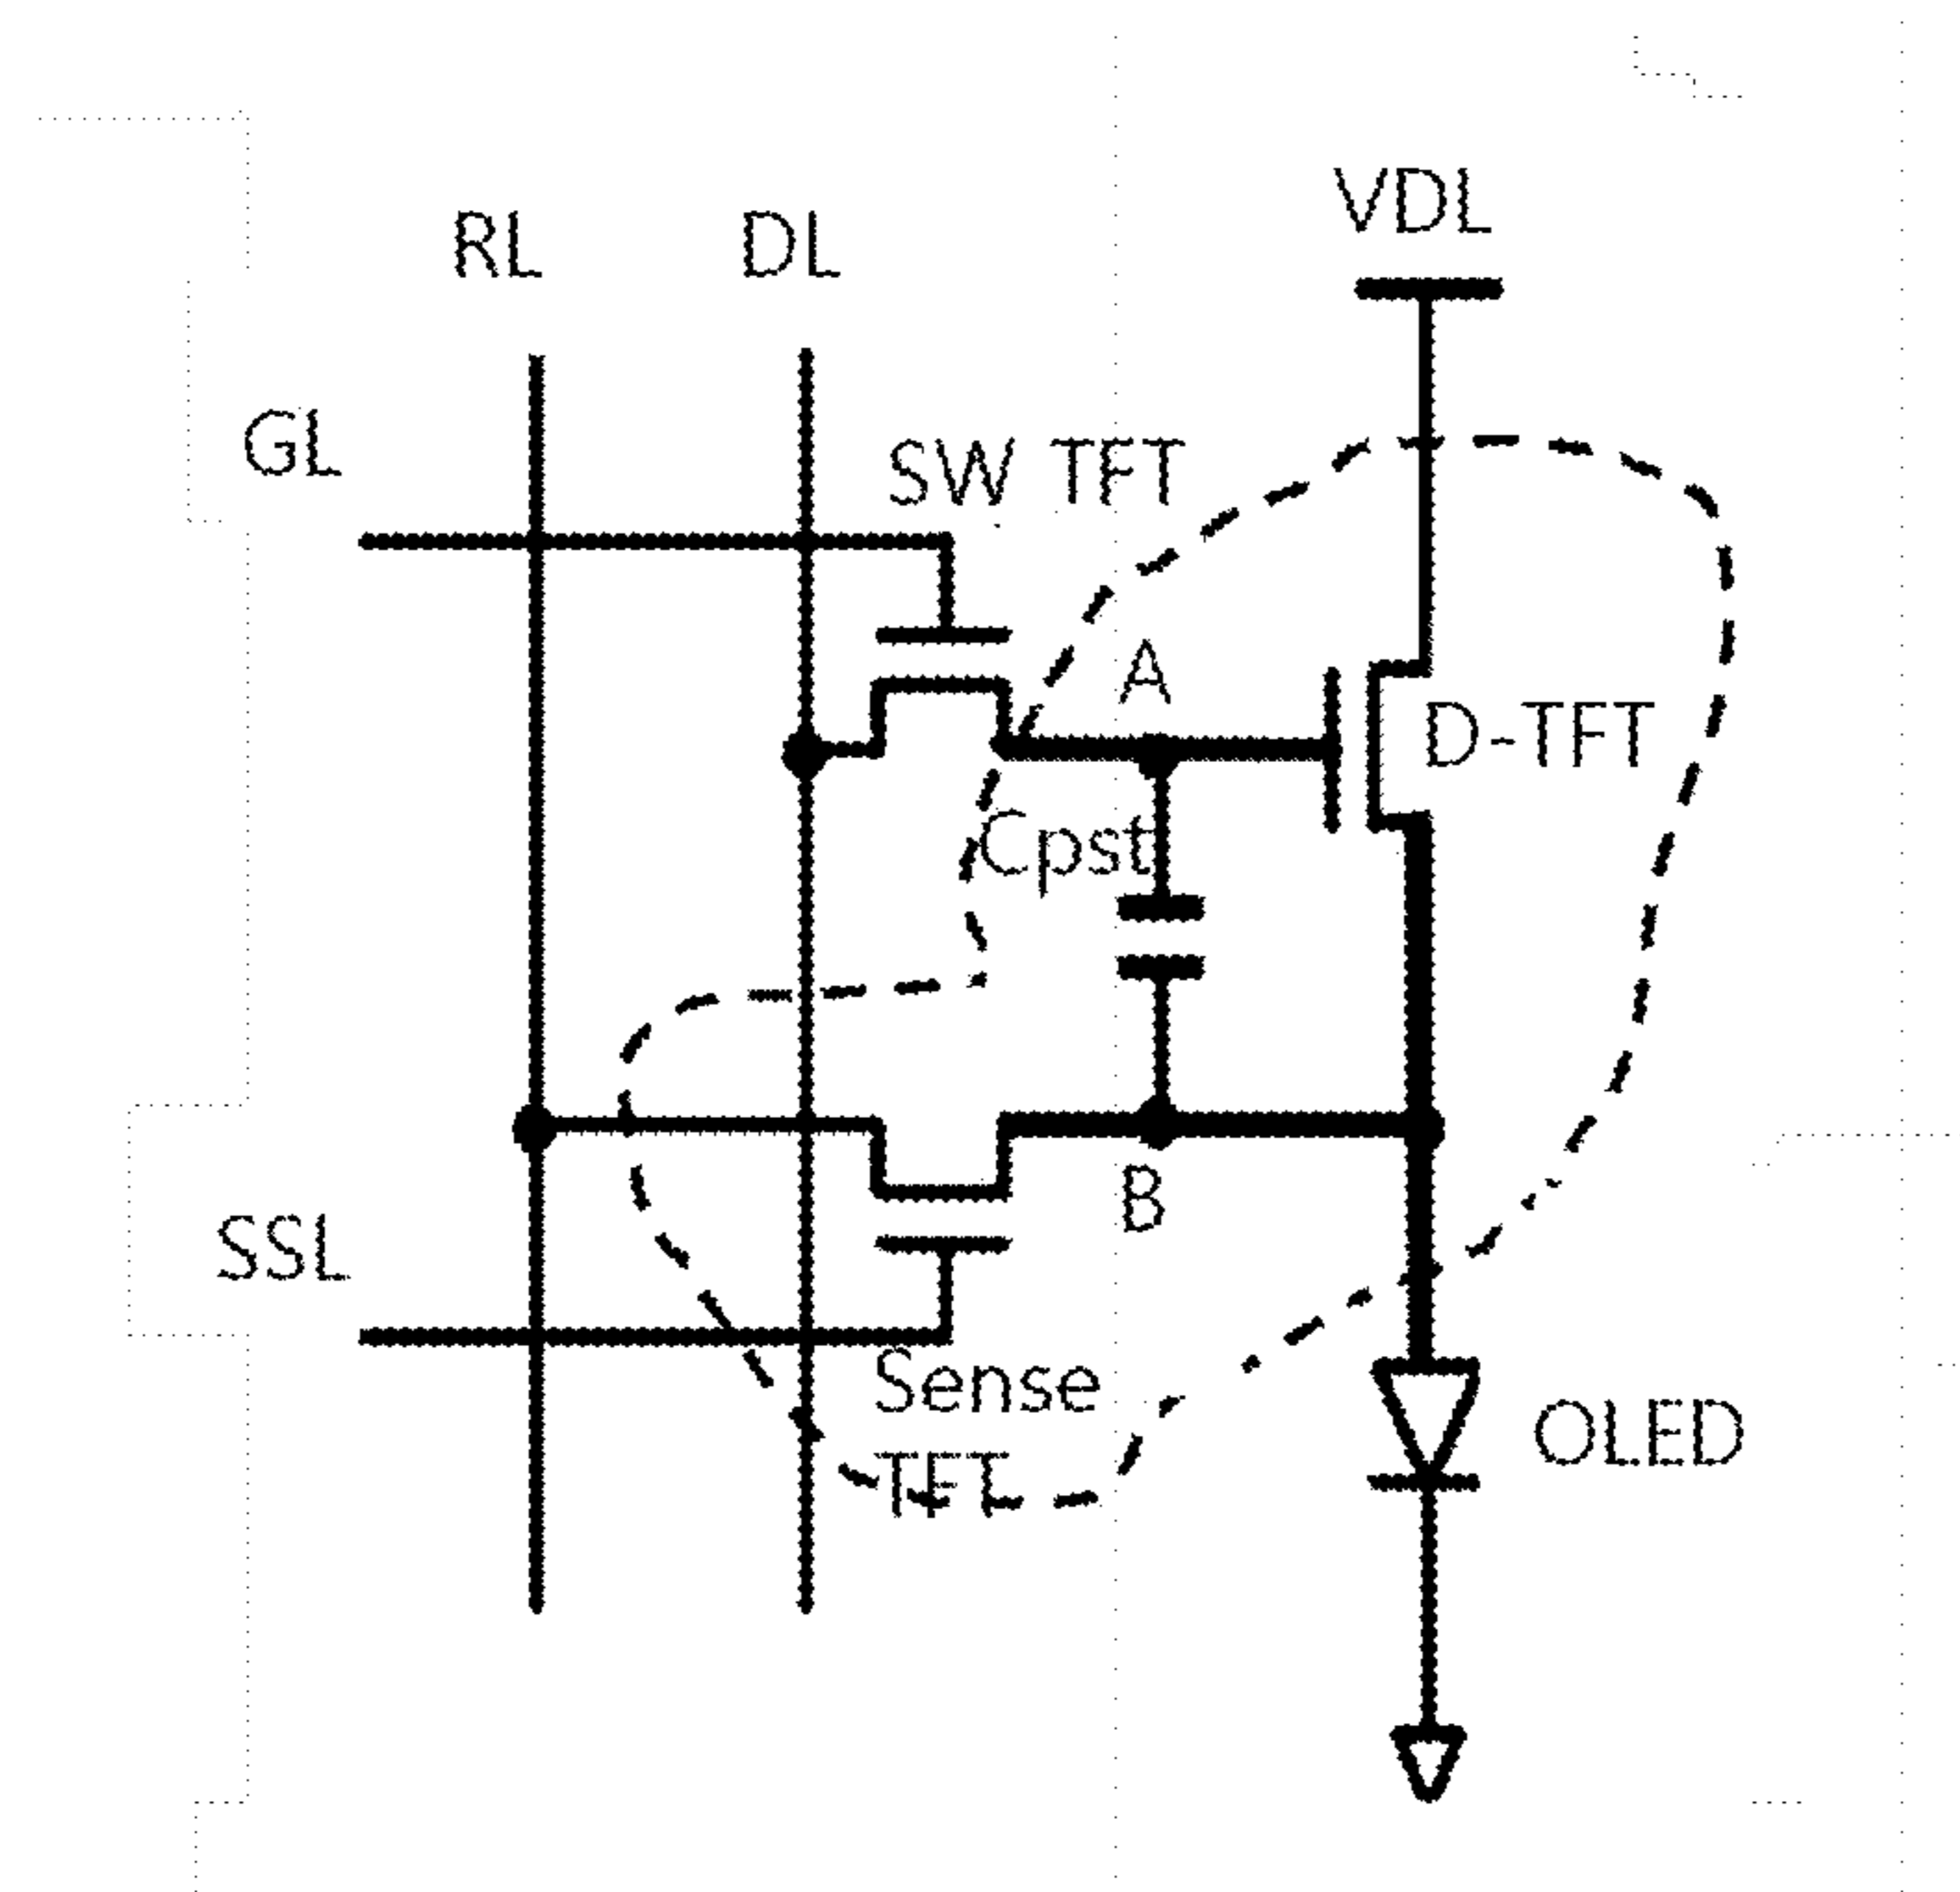 VDL
RL
DL
GL
SW TFT
A
D-TFT
Cpst
B
SSL
Sense
TFT
OLED